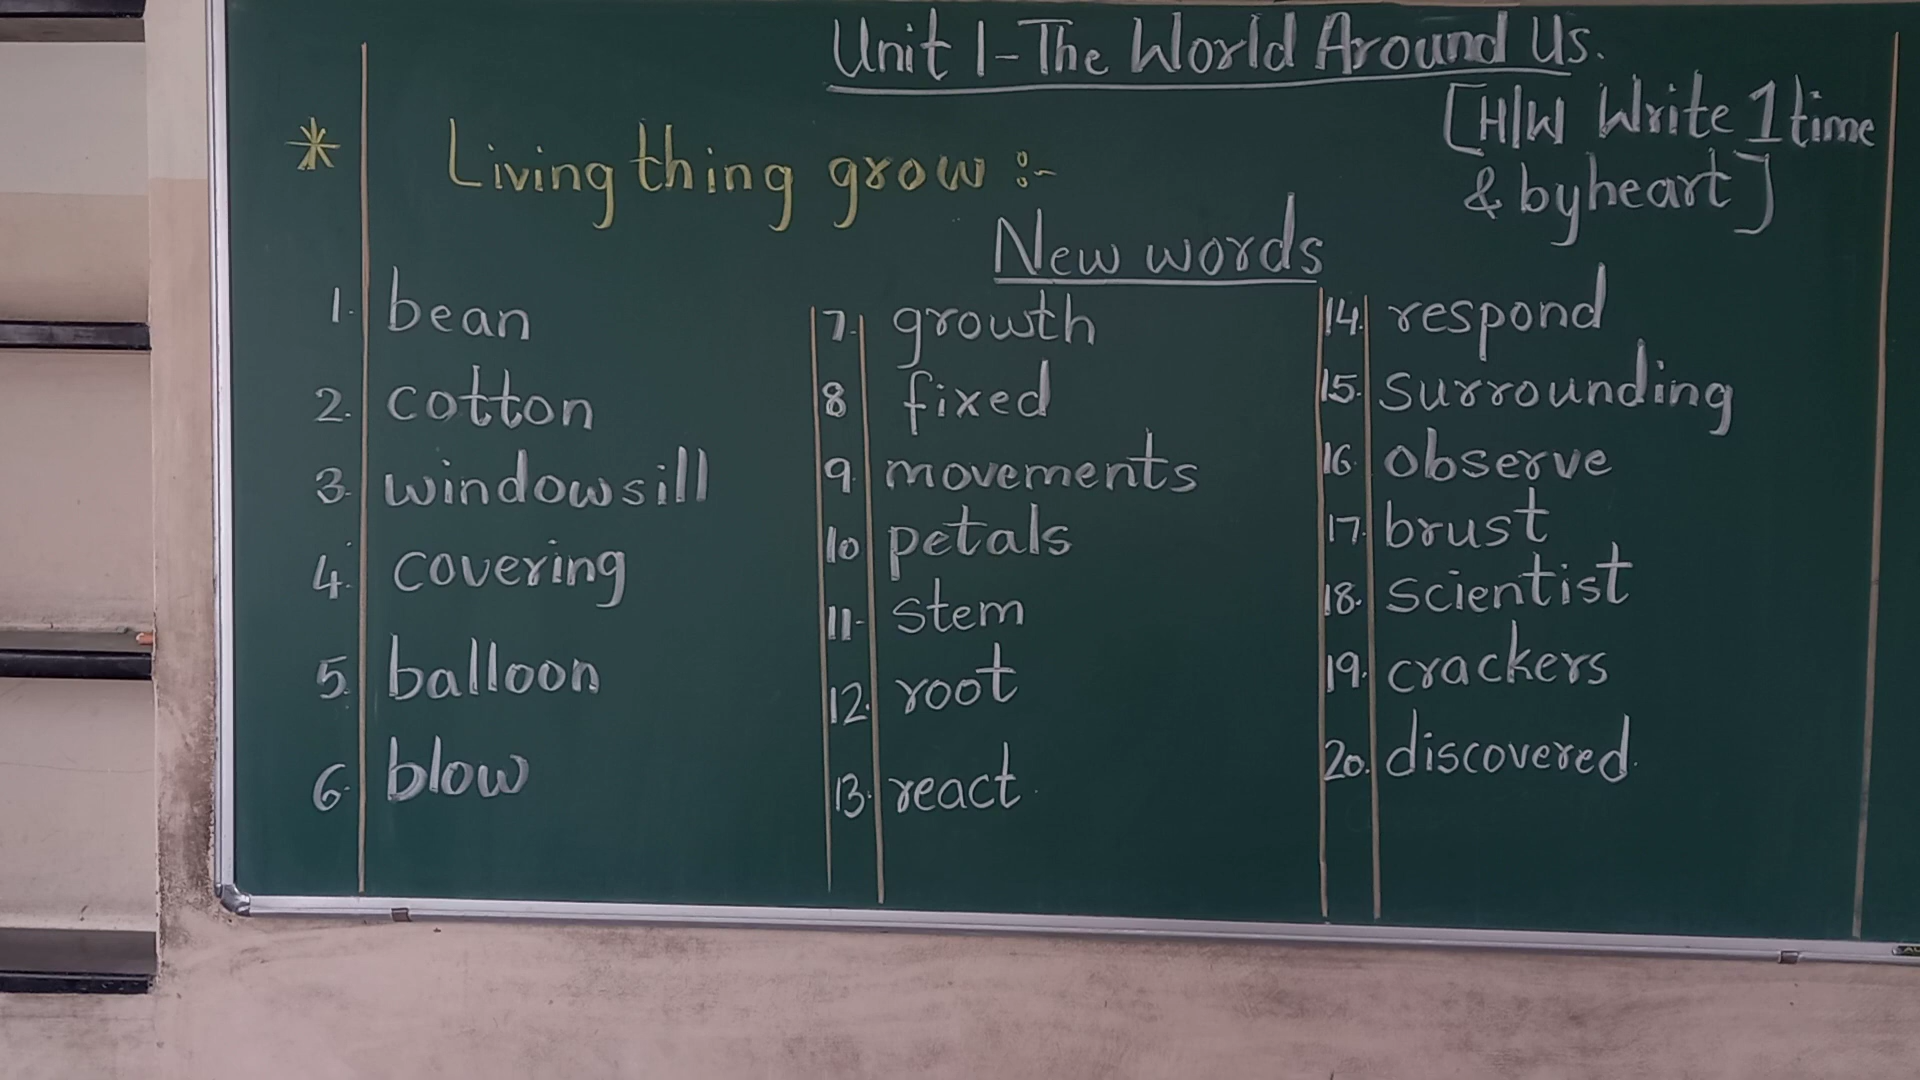 Unit 1-The World Around Us.
[H/W Write 1 time
& byheart]
* Living thing grow :-
New words
1. bean
2. cotton
3. windowsill
4. covering
5. balloon
6. blow
7. growth
8 fixed
9. movements
10 petals
11- stem
12. root
13. react.
14. respond
15. surrounding
16. observe
17. brust
18. scientist
19. crackers
20. discovered.